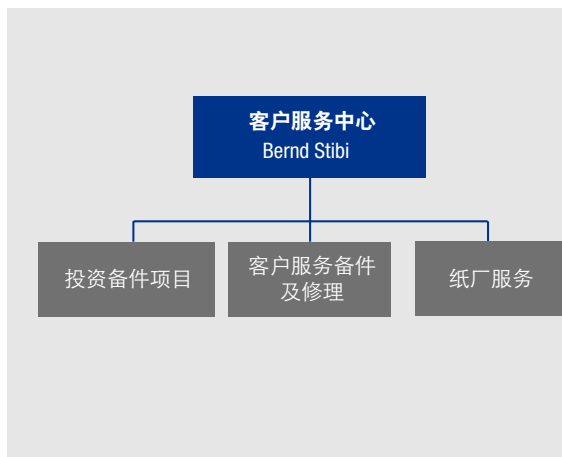 客户服务中心
Bernd Stibi
投资备件项目
客户服务备件
及修理
纸厂服务